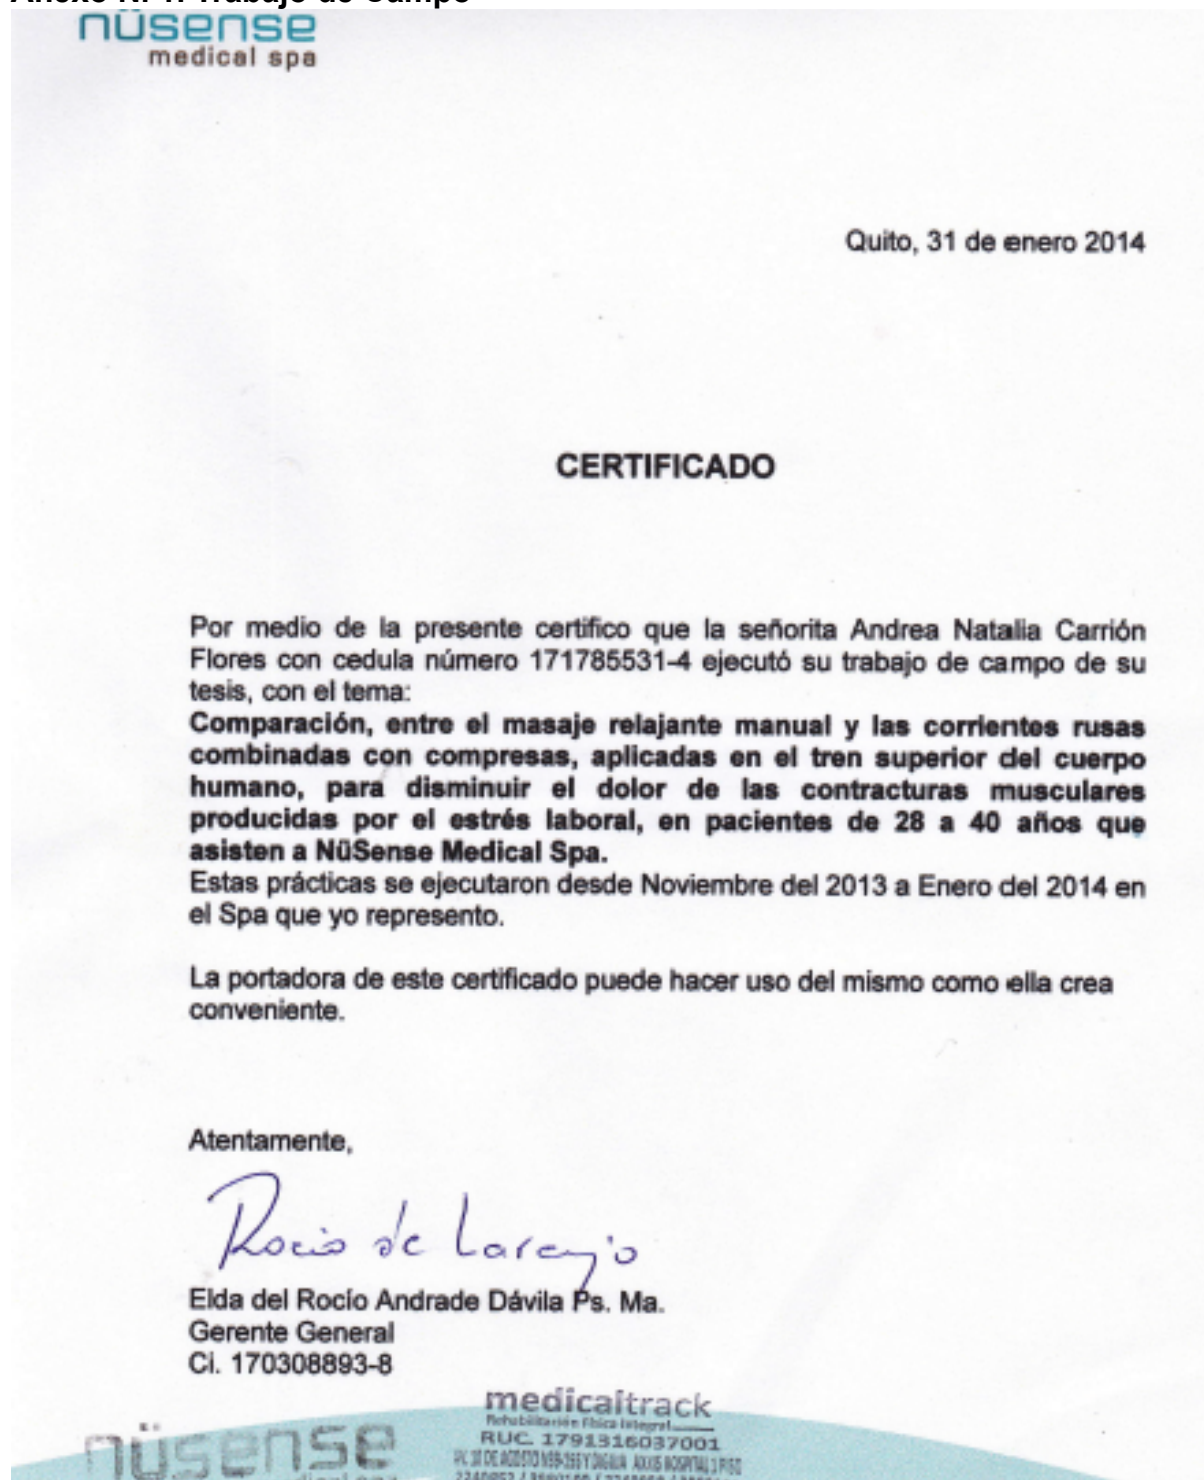 nüsense
medical spa
Quito, 31 de enero 2014
CERTIFICADO
Por medio de la presente certifico que la señorita Andrea Natalia Carrión
Flores con cedula número 171785531-4 ejecutó su trabajo de campo de su
tesis, con el tema:
Comparación, entre el masaje relajante manual y las corrientes rusas
combinadas con compresas, aplicadas en el tren superior del cuerpo
humano, para disminuir el dolor de las contracturas musculares
producidas por el estrés laboral, en pacientes de 28 a 40 años que
asisten a NüSense Medical Spa.
Estas prácticas se ejecutaron desde Noviembre del 2013 a Enero del 2014 en
el Spa que yo represento.
La portadora de este certificado puede hacer uso del mismo como ella crea
conveniente.
Atentamente,
Rocio de Naranjo
Elda del Rocío Andrade Dávila Ps. Ma.
Gerente General
Ci. 170308893-8
medicaltrack
Rehabilitación Física Integral
RUC. 1791316037001
nüsense